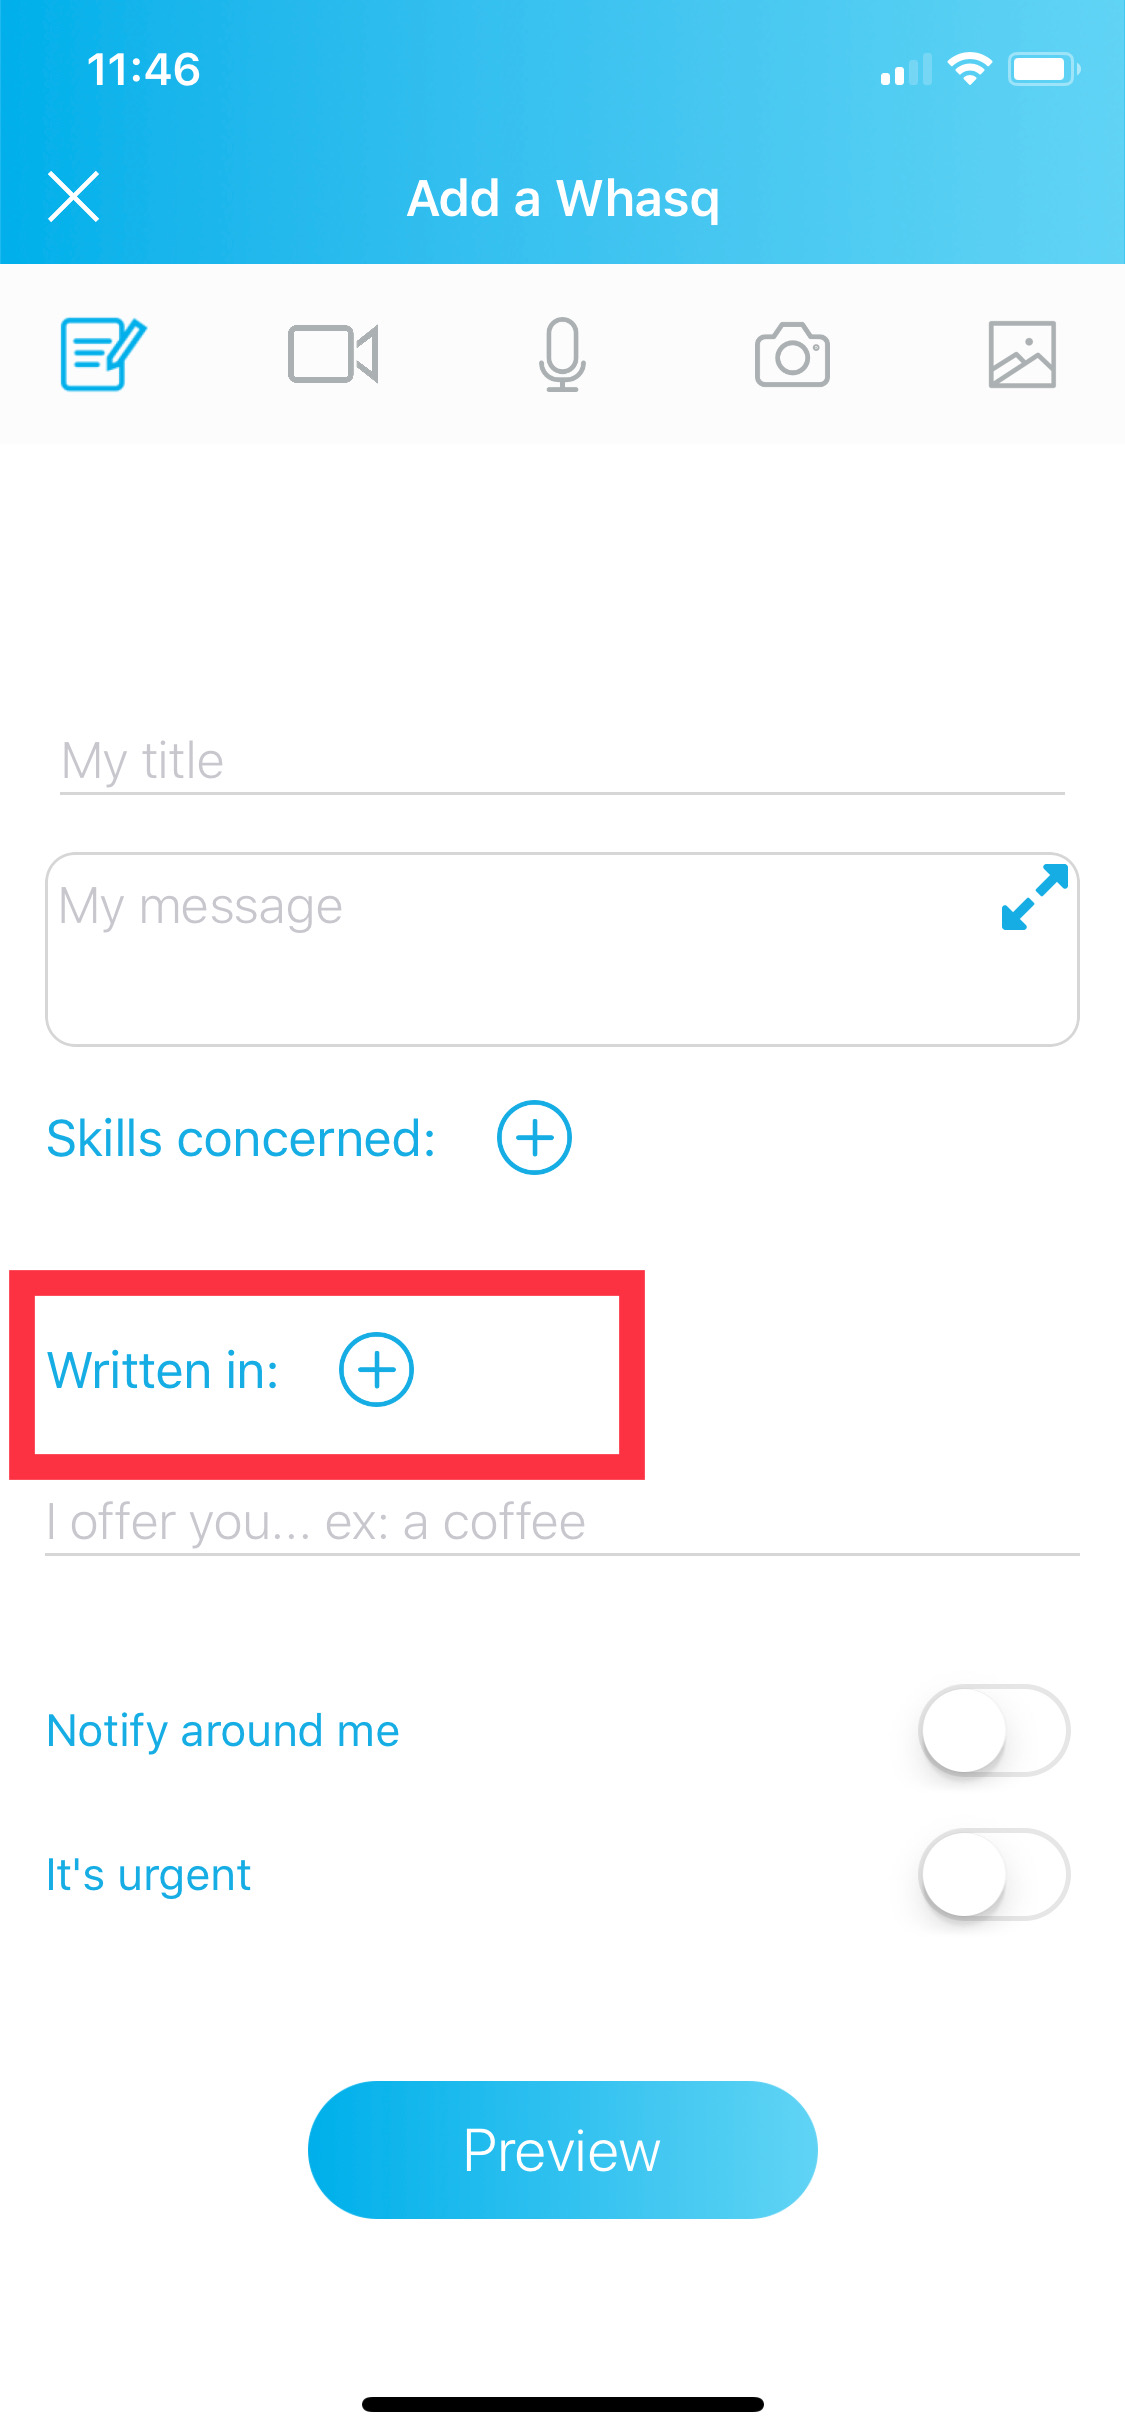 11:46
Add a Whasq
My title
My message
Skills concerned:
Written in:
I offer you... ex: a coffee
Notify around me
It's urgent
Preview